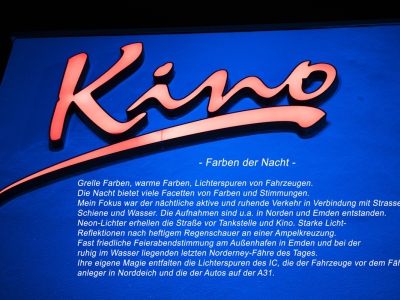 Kino
- Farben der Nacht -
Grelle Farben, warme Farben, Lichterspuren von Fahrzeugen.
Die Nacht bietet viele Facetten von Farben und Stimmungen.
Mein Fokus war der nächtliche aktive und ruhende Verkehr in Verbindung mit Strasse
Schiene und Wasser. Die Aufnahmen sind u.a. in Norden und Emden entstanden.
Neon-Lichter erhellen die Straße vor Tankstelle und Kino. Starke Licht-
Reflektionen nach heftigem Regenschauer an einer Ampelkreuzung.
Fast friedliche Feierabendstimmung am Außenhafen in Emden und bei der
ruhig im Wasser liegenden letzten Norderney-Fähre des Tages.
Ihre eigene Magie entfalten die Lichterspuren des IC, des der Fahrzeuge vor dem Fäh
anleger in Norddeich und die der Autos auf der A31.